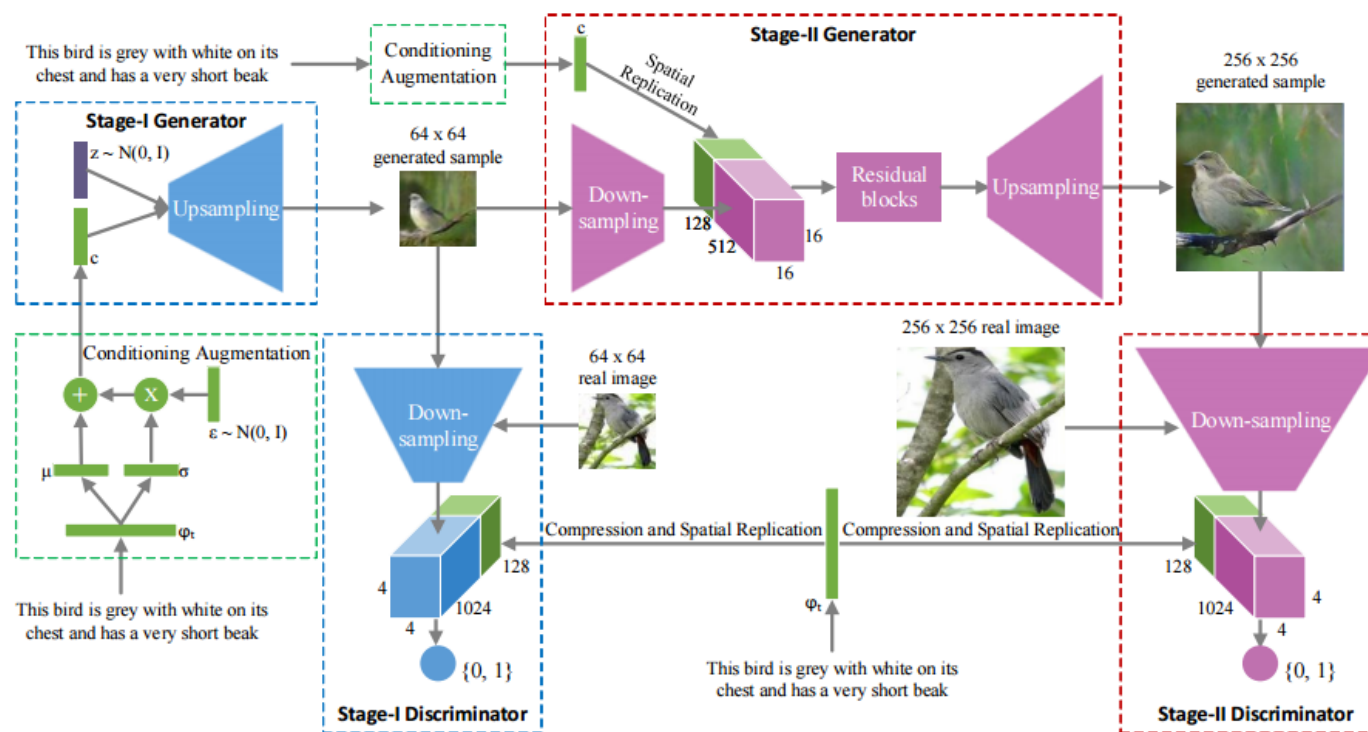 This bird is grey with white on its
chest and has a very short beak
Conditioning
Augmentation
c
Stage-II Generator
Spatial
Replication
256 x 256
generated sample
Stage-I Generator
z ~ N(0, I)
c
Upsampling
64 x 64
generated sample
Down-
sampling
128
512
16
16
Residual
blocks
Upsampling
Conditioning Augmentation
+
X
ε ~ N(0, I)
μ
σ
φt
This bird is grey with white on its
chest and has a very short beak
64 x 64
real image
Down-
sampling
256 x 256 real image
Down-sampling
Compression and Spatial Replication
Compression and Spatial Replication
128
1024
4
4
{0, 1}
Stage-I Discriminator
φt
This bird is grey with white on its
chest and has a very short beak
128
1024
4
4
{0, 1}
Stage-II Discriminator